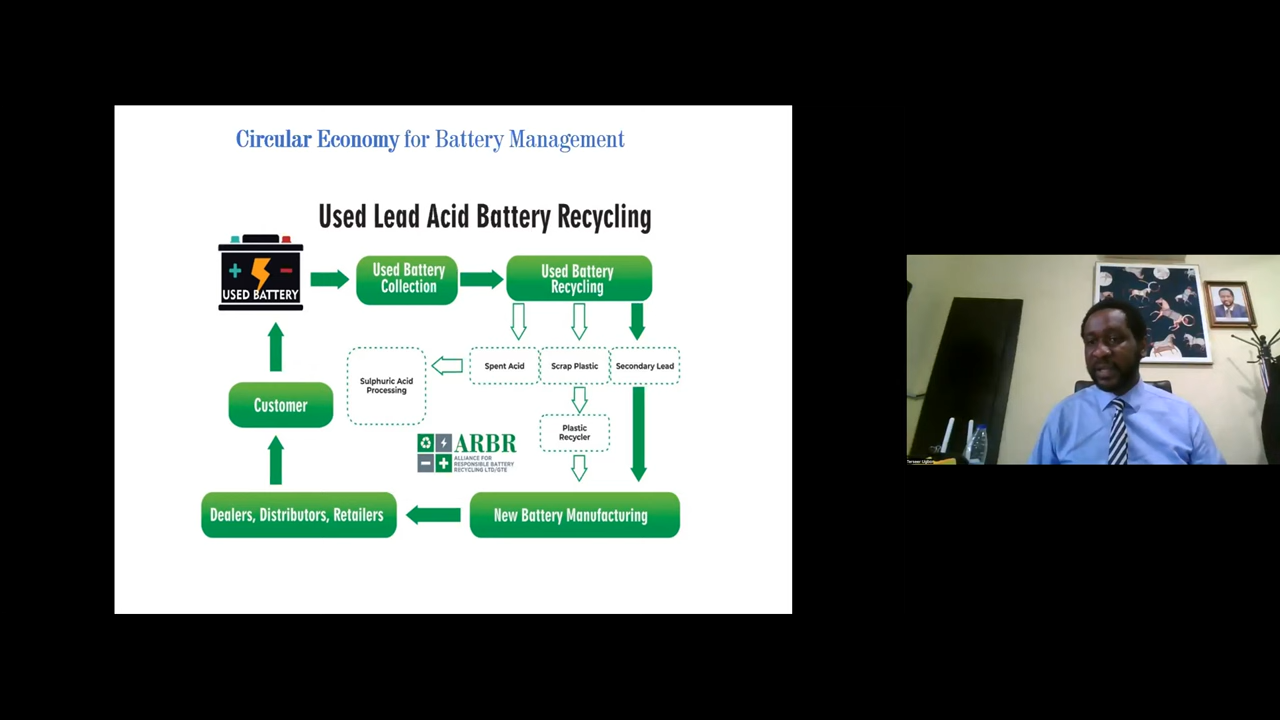 Circular Economy for Battery Management
Used Lead Acid Battery Recycling
USED BATTERY
Used Battery
Collection
Used Battery
Recycling
Spent Acid
Scrap Plastic
Secondary Lead
Sulphuric Acid
Processing
Customer
Plastic
Recycler
ARBR
ALLIANCE FOR
RESPONSIBLE BATTERY
RECYCLING LTD/GTE
Dealers, Distributors, Retailers
New Battery Manufacturing